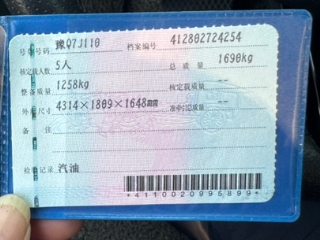 号牌号码 豫Q7J110 档案编号 412802724254
核定载人数 5人 总质量 1690kg
整备质量 1258kg 核定载质量 --
外廓尺寸 4314×1809×1648mm 准牵引总质量 --
备注
检验记录 汽油
*4110020995899*